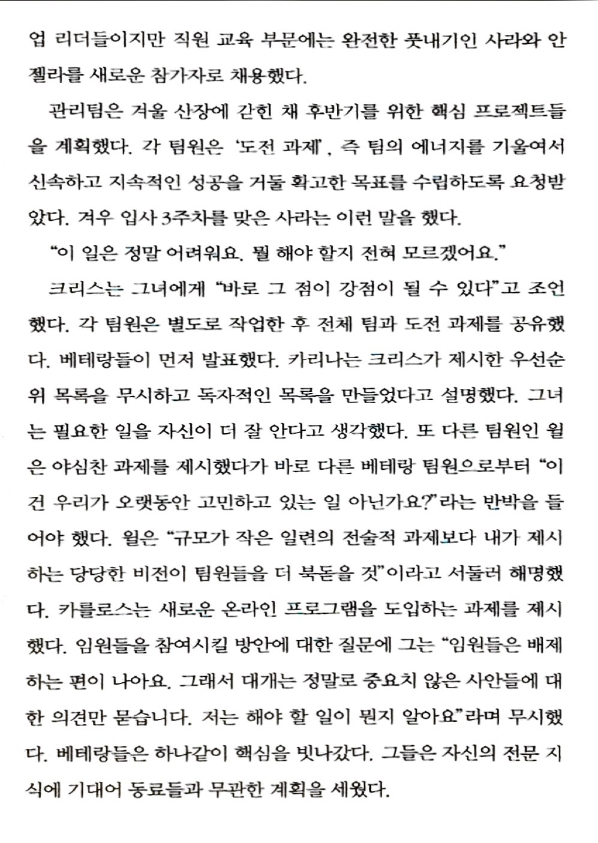 업 리더들이지만 직원 교육 부문에는 완전한 풋내기인 사라와 안
젤라를 새로운 참가자로 채용했다.
관리팀은 겨울 산장에 갇힌 채 후반기를 위한 핵심 프로젝트들
을 계획했다. 각 팀원은 ‘도전 과제’, 즉 팀의 에너지를 기울여서
신속하고 지속적인 성공을 거둘 확고한 목표를 수립하도록 요청받
았다. 겨우 입사 3주차를 맞은 사라는 이런 말을 했다.
“이 일은 정말 어려워요. 뭘 해야 할지 전혀 모르겠어요.”
크리스는 그녀에게 “바로 그 점이 강점이 될 수 있다”고 조언
했다. 각 팀원은 별도로 작업한 후 전체 팀과 도전 과제를 공유했
다. 베테랑들이 먼저 발표했다. 카리나는 크리스가 제시한 우선순
위 목록을 무시하고 독자적인 목록을 만들었다고 설명했다. 그녀
는 필요한 일을 자신이 더 잘 안다고 생각했다. 또 다른 팀원인 윌
은 야심찬 과제를 제시했다가 바로 다른 베테랑 팀원으로부터 “이
건 우리가 오랫동안 고민하고 있는 일 아닌가요?”라는 반박을 들
어야 했다. 윌은 “규모가 작은 일련의 전술적 과제보다 내가 제시
하는 당당한 비전이 팀원들을 더 북돋을 것”이라고 서둘러 해명했
다. 카를로스는 새로운 온라인 프로그램을 도입하는 과제를 제시
했다. 임원들을 참여시킬 방안에 대한 질문에 그는 “임원들은 배제
하는 편이 나아요. 그래서 대개는 정말로 중요치 않은 사안들에 대
한 의견만 묻습니다. 저는 해야 할 일이 뭔지 알아요”라며 무시했
다. 베테랑들은 하나같이 핵심을 빗나갔다. 그들은 자신의 전문 지
식에 기대어 동료들과 무관한 계획을 세웠다.